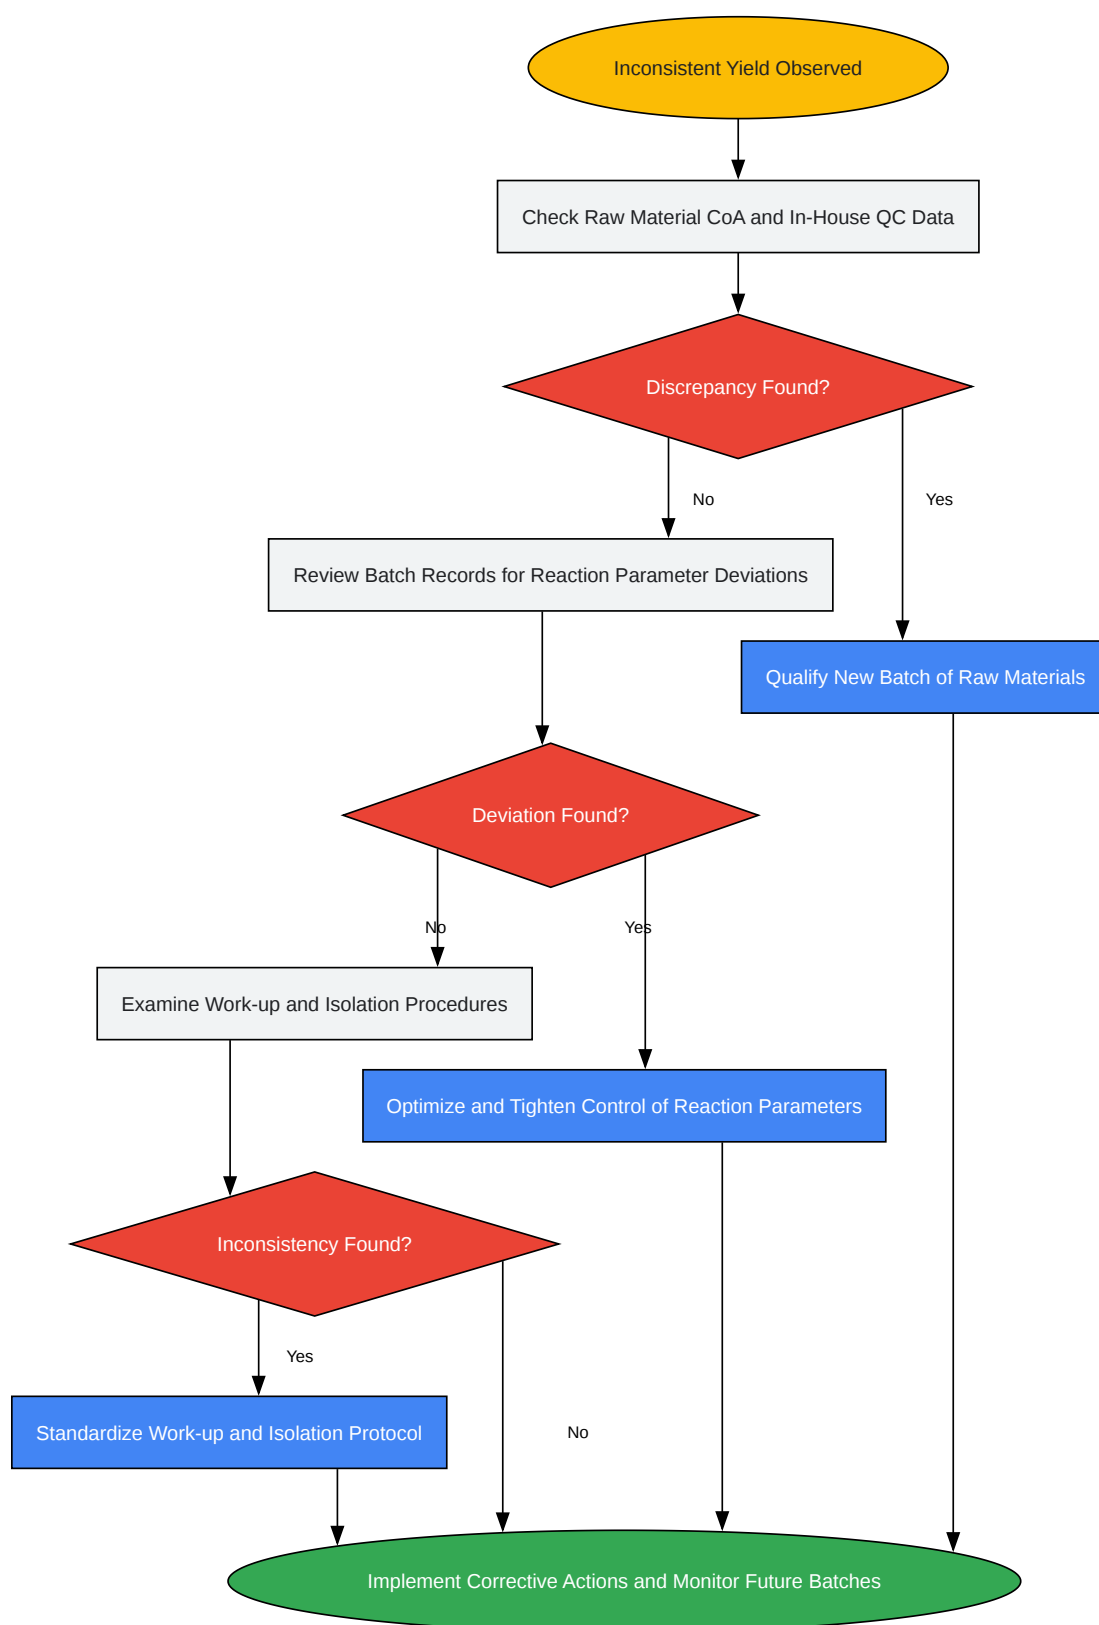 Inconsistent Yield Observed
Check Raw Material CoA and In-House QC Data
Discrepancy Found?
No
Yes
Review Batch Records for Reaction Parameter Deviations
Qualify New Batch of Raw Materials
Deviation Found?
No
Yes
Examine Work-up and Isolation Procedures
Optimize and Tighten Control of Reaction Parameters
Inconsistency Found?
Yes
Standardize Work-up and Isolation Protocol
No
Implement Corrective Actions and Monitor Future Batches